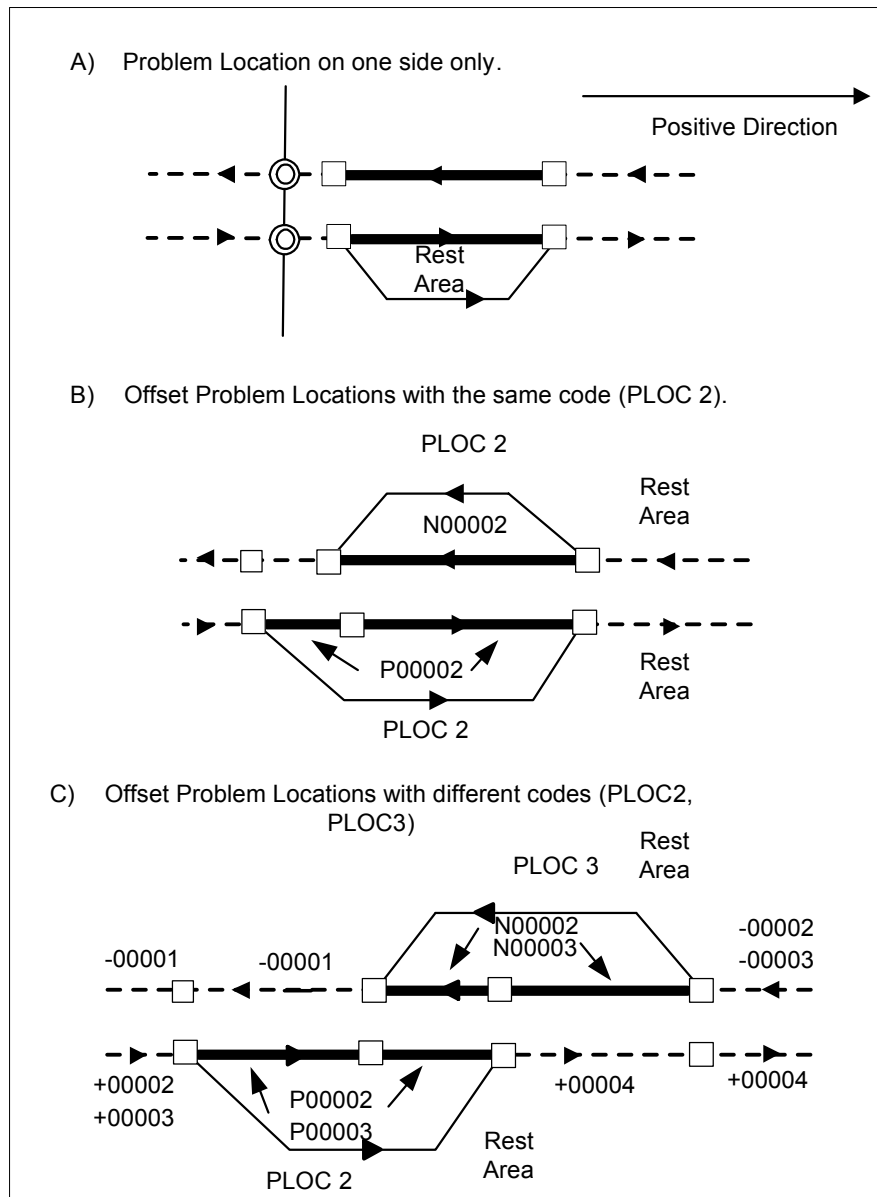 A) Problem Location on one side only.
Positive Direction
Rest
Area
B) Offset Problem Locations with the same code (PLOC 2).
PLOC 2
Rest
Area
N00002
P00002
Rest
Area
PLOC 2
C) Offset Problem Locations with different codes (PLOC2,
PLOC3)
Rest
Area
PLOC 3
N00002
N00003
-00002
-00003
-00001
-00001
+00002
+00003
P00002
P00003
+00004
+00004
Rest
Area
PLOC 2